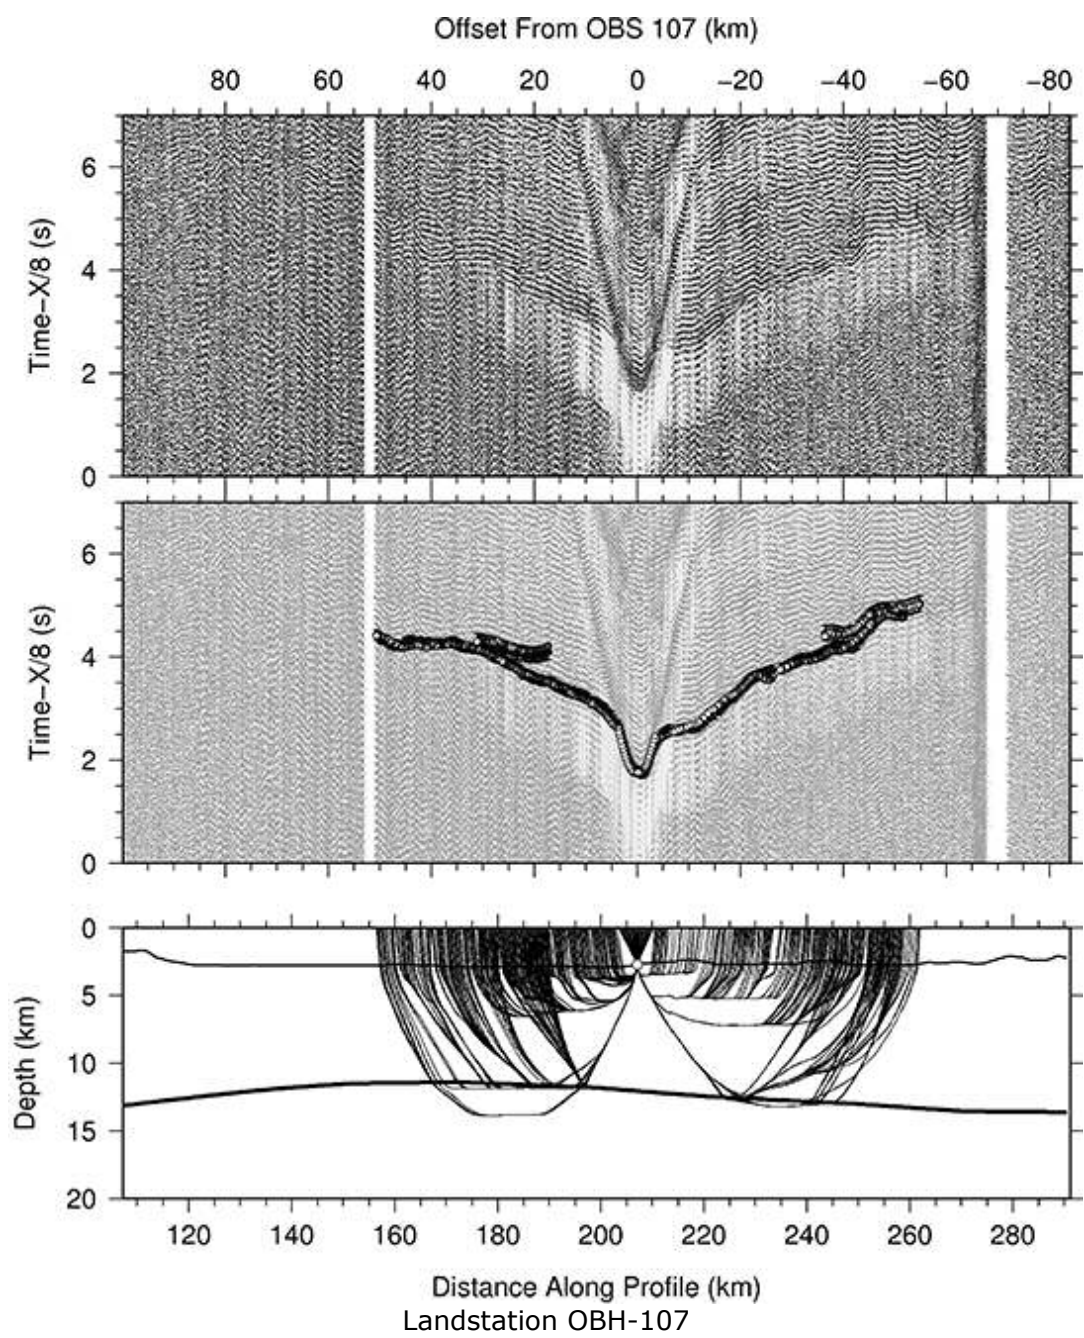 Offset From OBS 107 (km)
80 60 40 20 0 -20 -40 -60 -80
Time-X/8 (s)
6
4
2
0
Time-X/8 (s)
6
4
2
0
Depth (km)
0
5
10
15
20
120 140 160 180 200 220 240 260 280
Distance Along Profile (km)
Landstation OBH-107